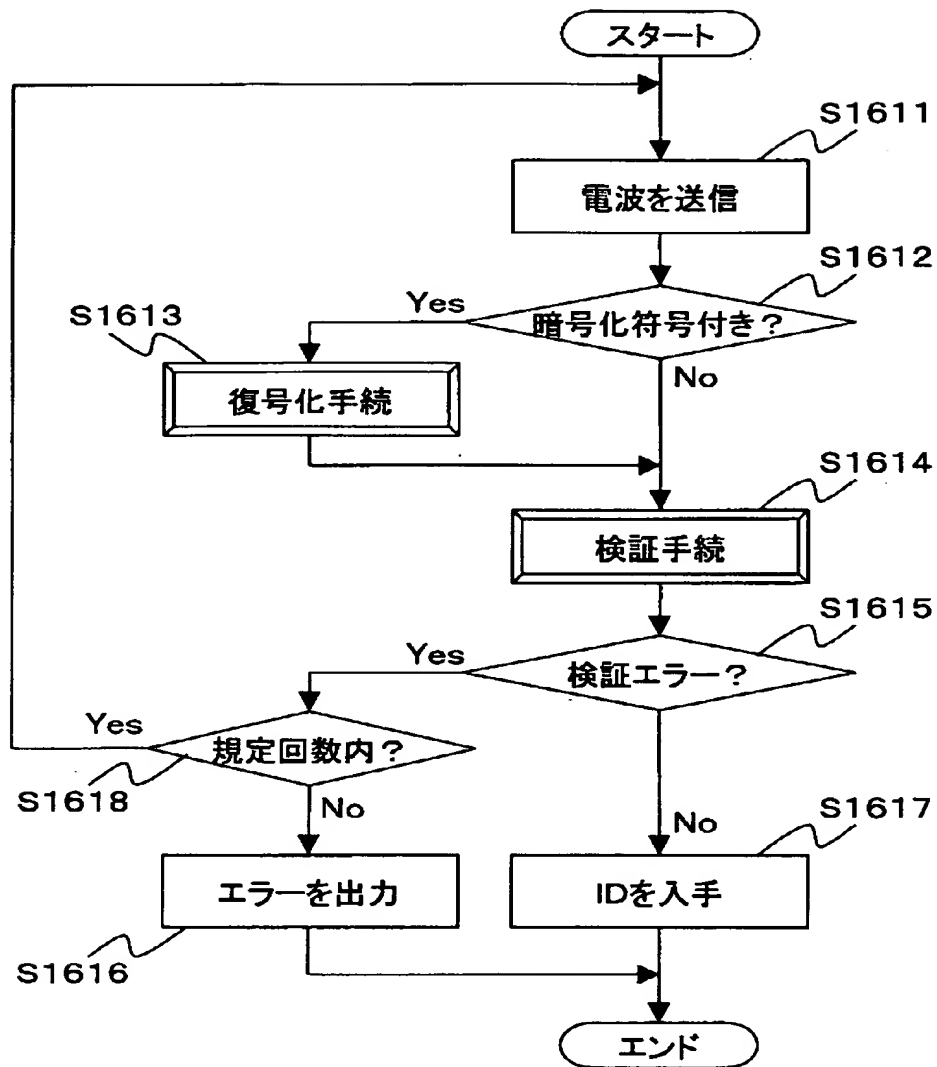 スタート
S1611
電波を送信
S1612
Yes
暗号化符号付き？
S1613
No
復号化手続
S1614
検証手続
S1615
Yes
検証エラー？
Yes
規定回数内？
S1618
No
No
S1617
エラーを出力
IDを入手
S1616
エンド